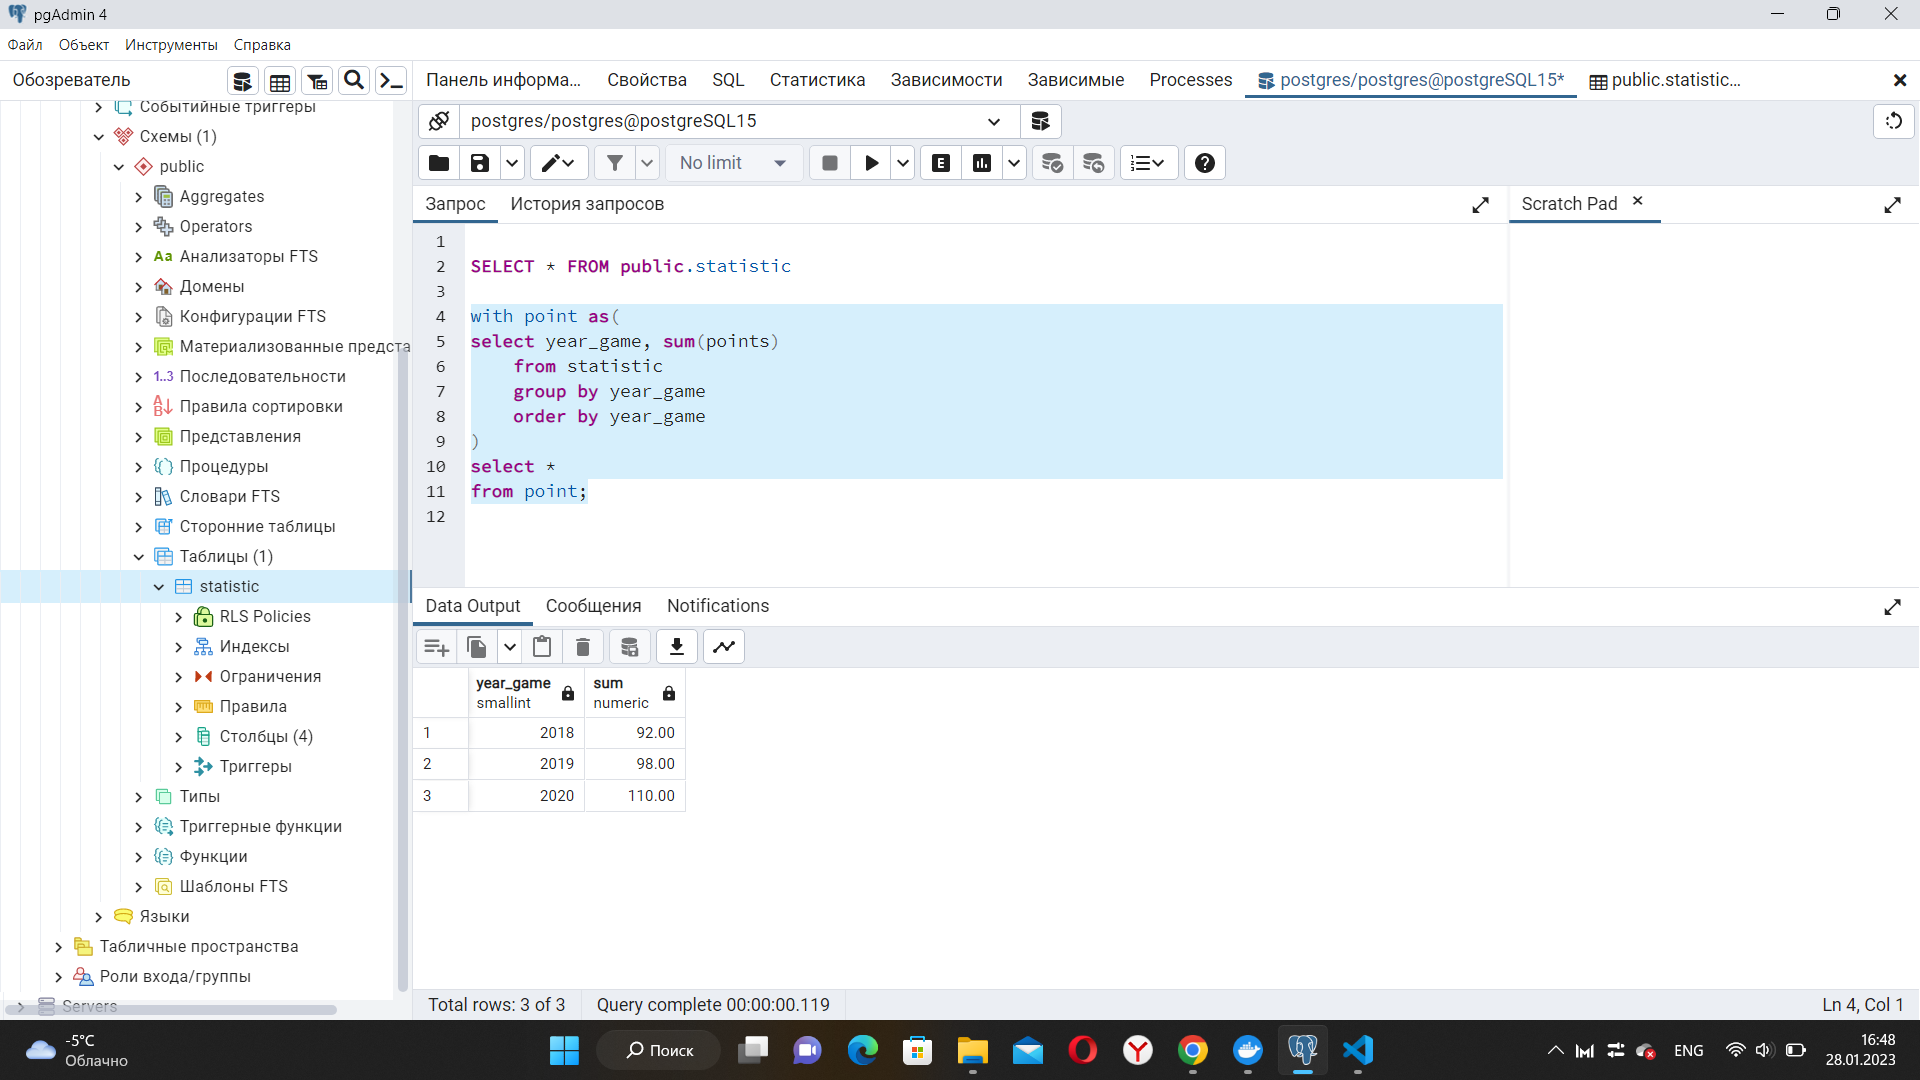 pgAdmin 4
Файл Объект Инструменты Справка
Обозреватель
Панель информа... Свойства SQL Статистика Зависимости Зависимые Processes postgres/postgres@postgreSQL15* public.statistic...
Событийные триггеры
Схемы (1)
public
Aggregates
Operators
Анализаторы FTS
Домены
Конфигурации FTS
Материализованные предста
Последовательности
Правила сортировки
Представления
Процедуры
Словари FTS
Сторонние таблицы
Таблицы (1)
statistic
RLS Policies
Индексы
Ограничения
Правила
Столбцы (4)
Триггеры
Типы
Триггерные функции
Функции
Шаблоны FTS
Языки
Табличные пространства
Роли входа/группы
Servers
postgres/postgres@postgreSQL15
No limit
Запрос История запросов
Scratch Pad
1
2 SELECT * FROM public.statistic
3
4 with point as(
5 select year_game, sum(points)
6 from statistic
7 group by year_game
8 order by year_game
9 )
10 select *
11 from point;
12
Data Output Сообщения Notifications
year_game smallint sum numeric
1 2018 92.00
2 2019 98.00
3 2020 110.00
Total rows: 3 of 3 Query complete 00:00:00.119 Ln 4, Col 1
-5°C
Облачно
Поиск
ENG
16:48
28.01.2023